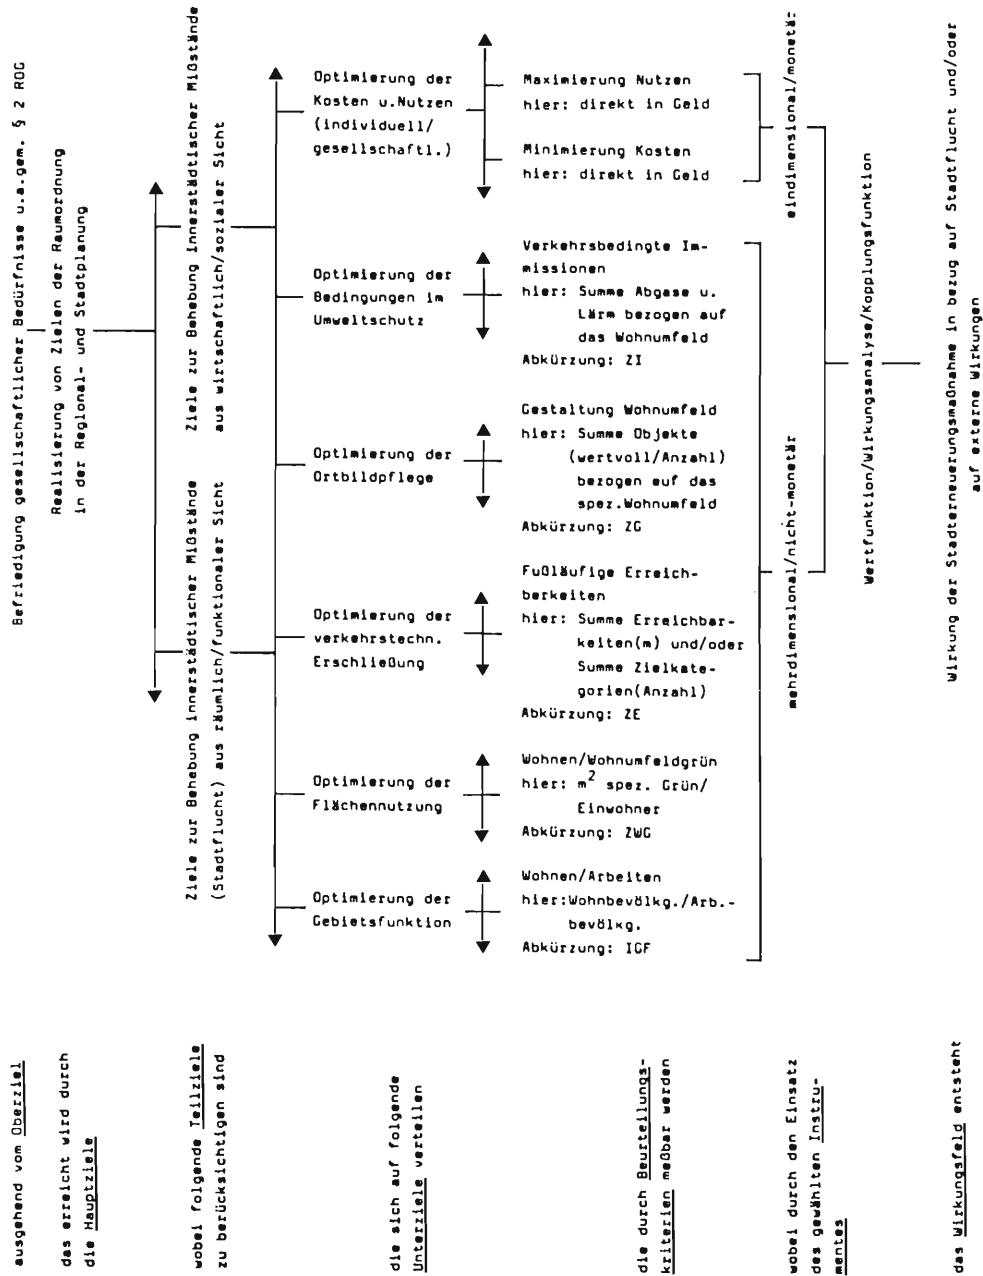 Befriedigung gesellschaftlicher Bedürfnisse u.a.gem. § 2 ROG
Realisierung von Zielen der Raumordnung
in der Regional- und Stadtplanung
Ziele zur Behebung innerstädtischer Mißstände
aus wirtschaftlich/sozialer Sicht
Ziele zur Behebung innerstädtischer Mißstände
(Stadtflucht) aus räumlich/funktionaler Sicht
Optimierung der
Kosten u.Nutzen
(individuell/
gesellschaftl.)
Maximierung Nutzen
hier: direkt in Geld
Minimierung Kosten
hier: direkt in Geld
Optimierung der
Bedingungen im
Umweltschutz
Verkehrsbedingte Im-
missionen
hier: Summe Abgase u.
Lärm bezogen auf
das Wohnumfeld
Abkürzung: ZI
Optimierung der
Ortbildpflege
Gestaltung Wohnumfeld
hier: Summe Objekte
(wertvoll/Anzahl)
bezogen auf das
spez.Wohnumfeld
Abkürzung: ZG
Optimierung der
verkehrstechn.
Erschließung
Fußläufige Erreich-
barkeiten
hier: Summe Erreichbar-
keiten(m) und/oder
Summe Zielkate-
gorien(Anzahl)
Abkürzung: ZE
Optimierung der
Flächennutzung
Wohnen/Wohnumfeldgrün
hier: m² spez. Grün/
Einwohner
Abkürzung: ZWG
Optimierung der
Gebietsfunktion
Wohnen/Arbeiten
hier:Wohnbevölkg./Arb.-
bevölkg.
Abkürzung: IGF
eindimensional/monetär
mehrdimensional/nicht-monetär
Wertfunktion/Wirkungsanalyse/Kopplungsfunktion
Wirkung der Stadterneuerungsmaßnahme in bezug auf Stadtflucht und/oder
auf externe Wirkungen
ausgehend vom Oberziel
das erreicht wird durch
die Hauptziele
wobei folgende Teilziele
zu berücksichtigen sind
die sich auf folgende
Unterziele verteilen
die durch Beurteilungs-
kriterien meßbar werden
wobei durch den Einsatz
des gewählten Instru-
mentes
das Wirkungsfeld entsteht